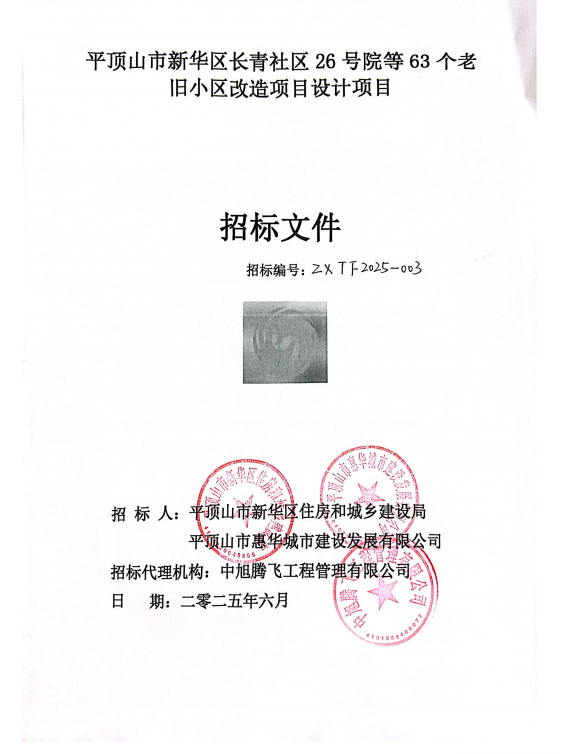 平顶山市新华区长青社区 26 号院等 63 个老
旧小区改造项目设计项目
招标文件
招标编号：ZXTF2025-003
招 标 人：平顶山市新华区住房和城乡建设局
平顶山市惠华城市建设发展有限公司
招标代理机构：中旭腾飞工程管理有限公司
日 期：二零二五年六月